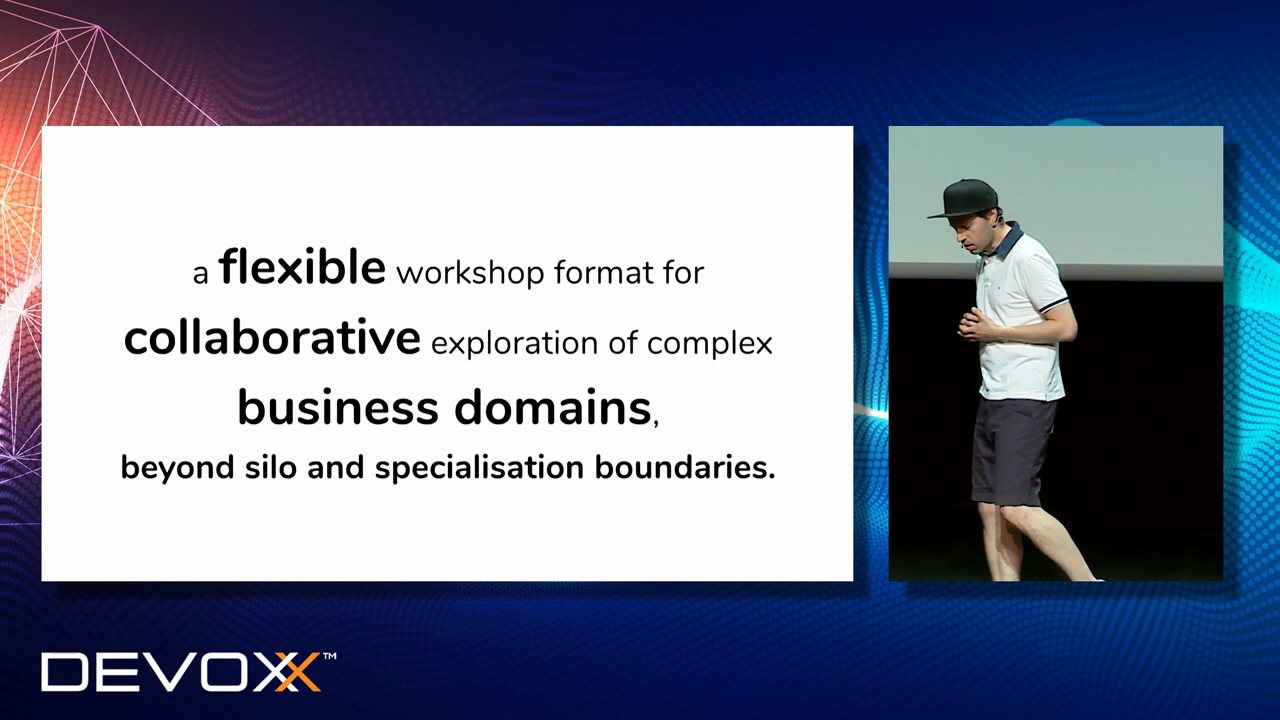 a flexible workshop format for
collaborative exploration of complex
business domains,
beyond silo and specialisation boundaries.
DEVOXX™